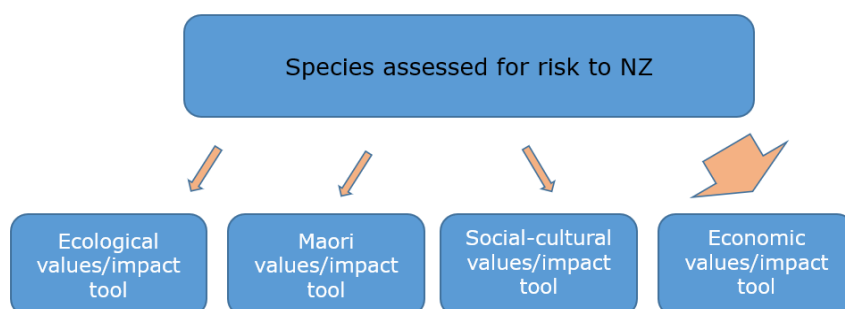 Species assessed for risk to NZ
Ecological
values/impact
tool
Maori
values/impact
tool
Social-cultural
values/impact
tool
Economic
values/impact
tool